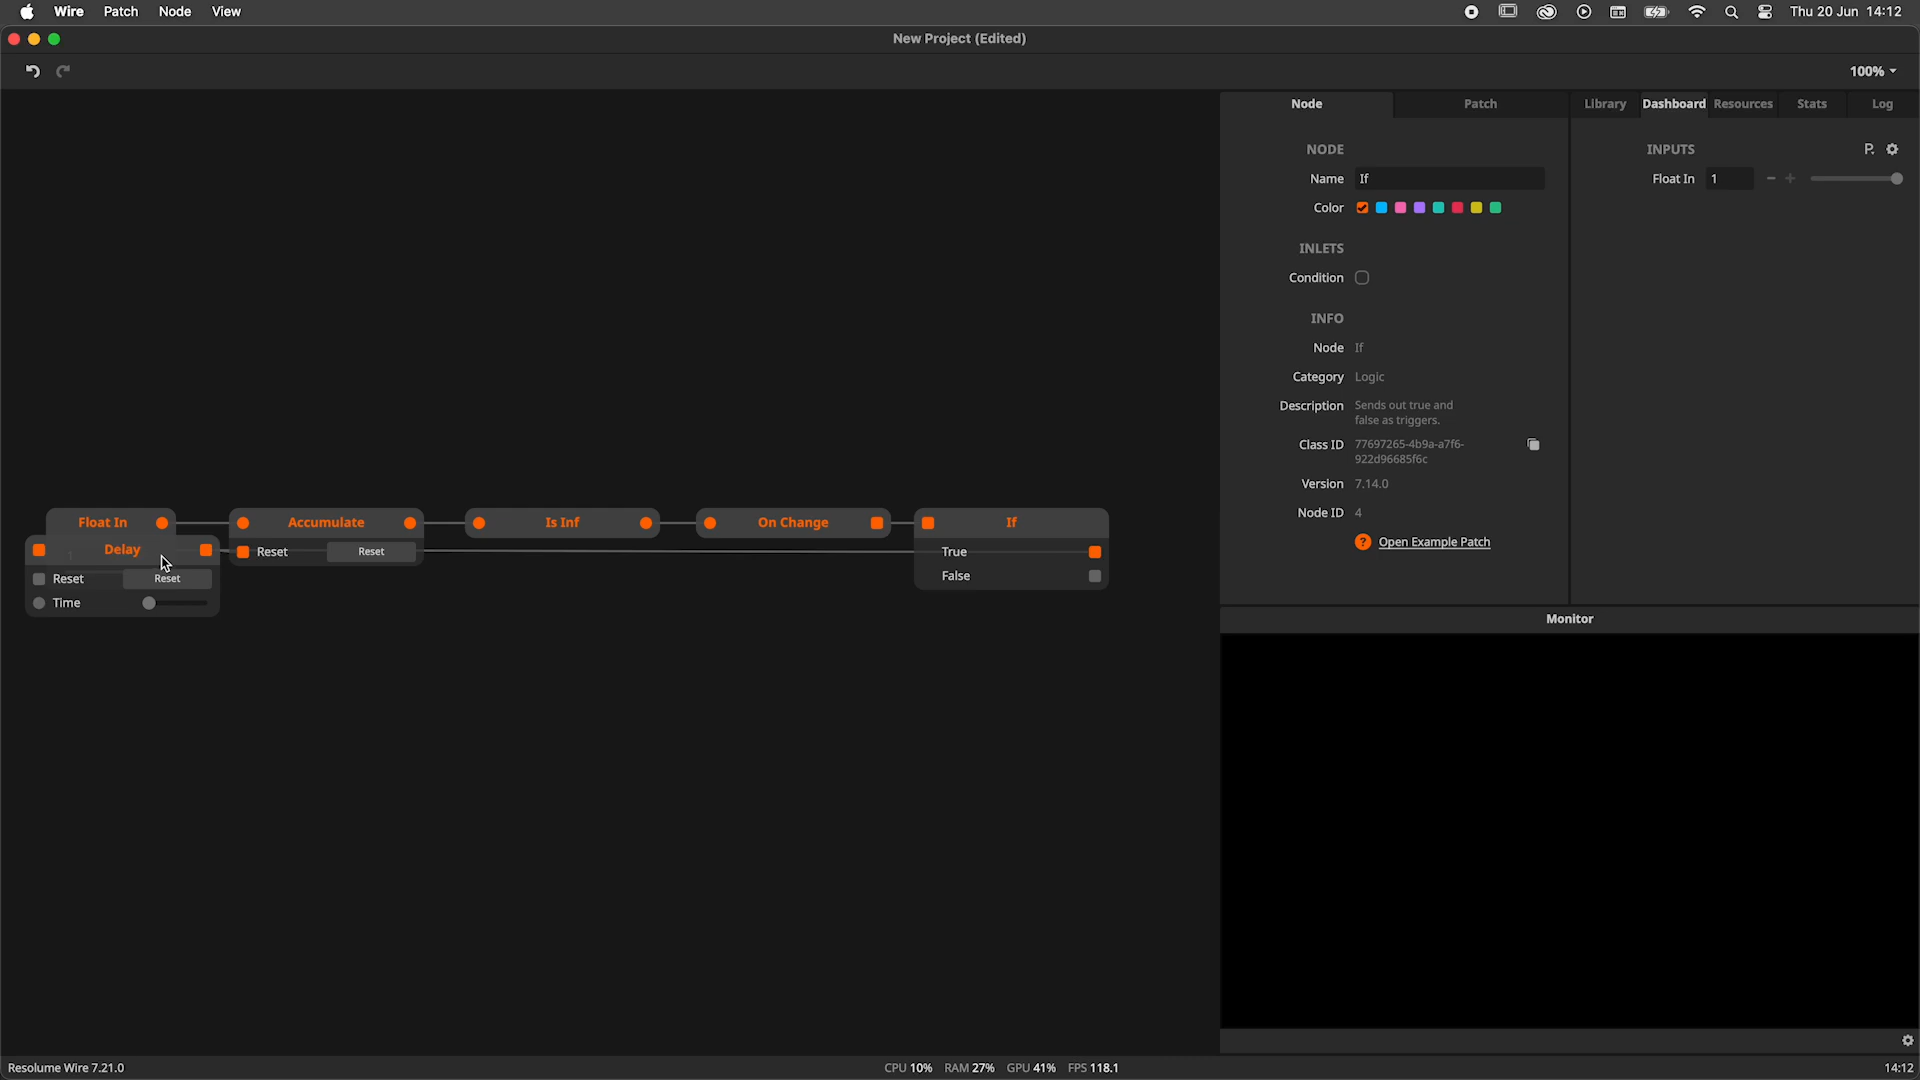 Wire Patch Node View
Thu 20 Jun 14:12
New Project (Edited)
100%
Node Patch
Library Dashboard Resources Stats Log
NODE
Name If
Color
INLETS
Condition
INFO
Node If
Category Logic
Description Sends out true and
false as triggers.
Class ID 77697265-4b9a-a7f6-
922d96685f6c
Version 7.14.0
Node ID 4
? Open Example Patch
INPUTS P.
Float In 1
Float In
Accumulate
Reset Reset
Is Inf
On Change
If
True
False
Delay
Reset Reset
Time
Monitor
Resolume Wire 7.21.0
CPU 10% RAM 27% GPU 41% FPS 118.1
14:12